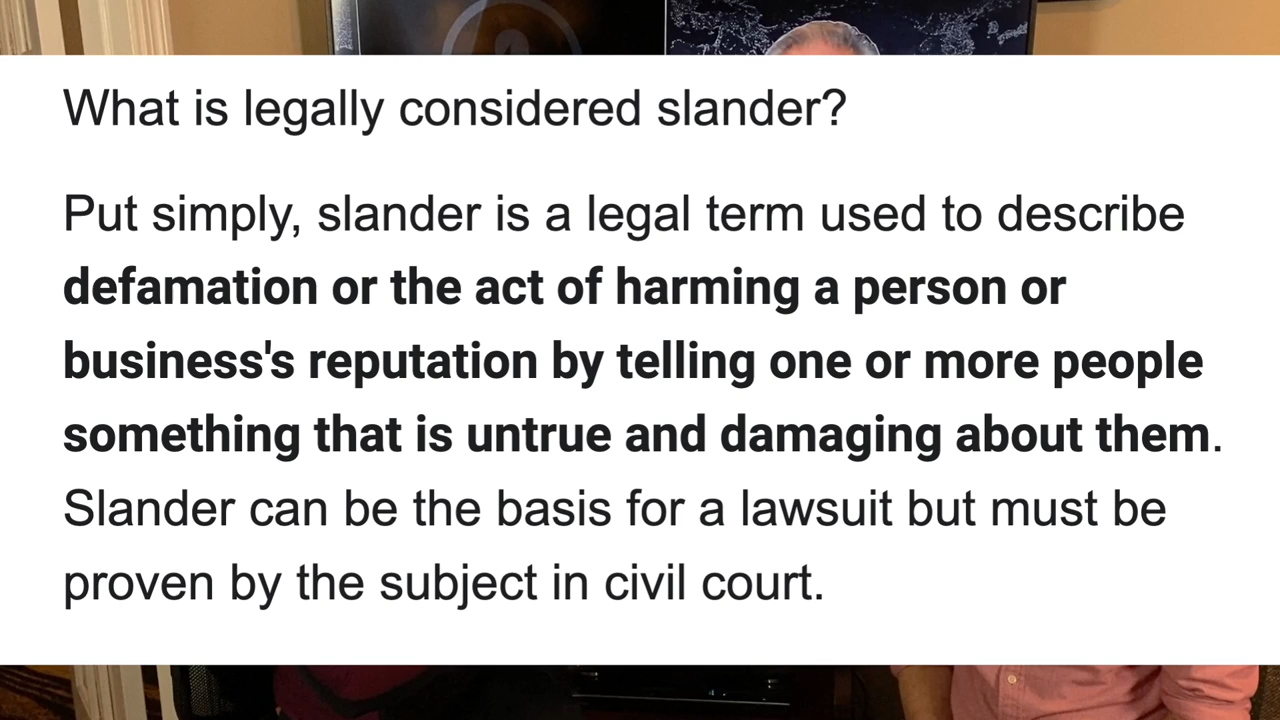 What is legally considered slander?
Put simply, slander is a legal term used to describe
defamation or the act of harming a person or
business's reputation by telling one or more people
something that is untrue and damaging about them.
Slander can be the basis for a lawsuit but must be
proven by the subject in civil court.